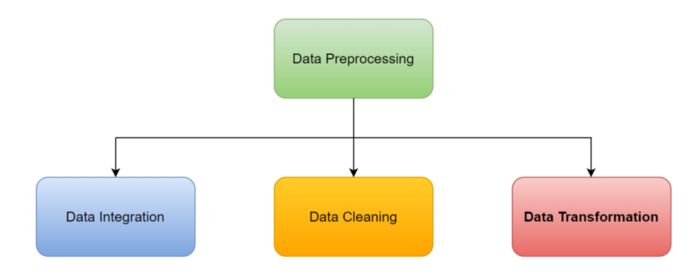 Data Preprocessing
Data Integration
Data Cleaning
Data Transformation